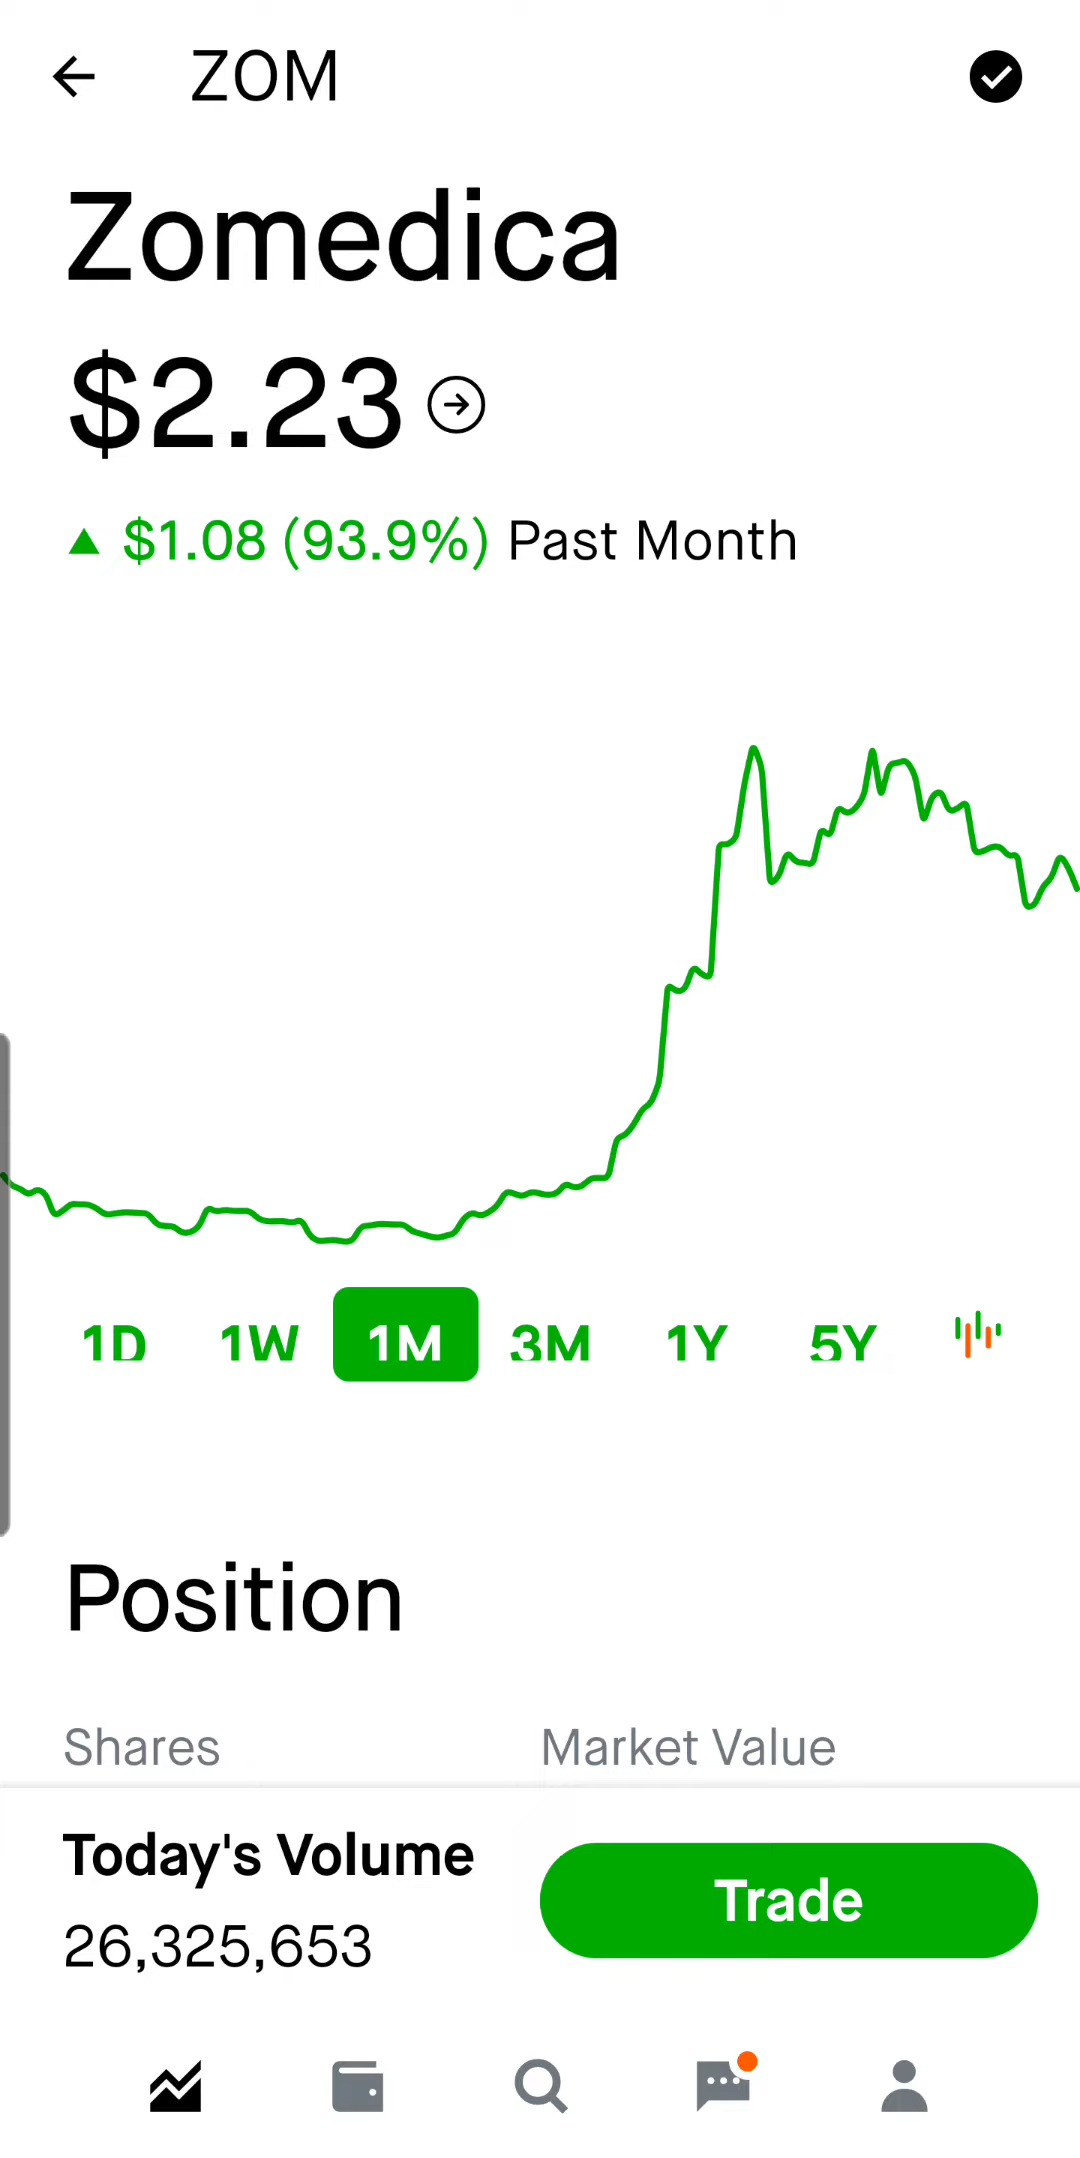 ZOM
Zomedica
$2.23
$1.08 (93.9%) Past Month
1D 1W 1M 3M 1Y 5Y
Position
Shares Market Value
Today's Volume
26,325,653
Trade